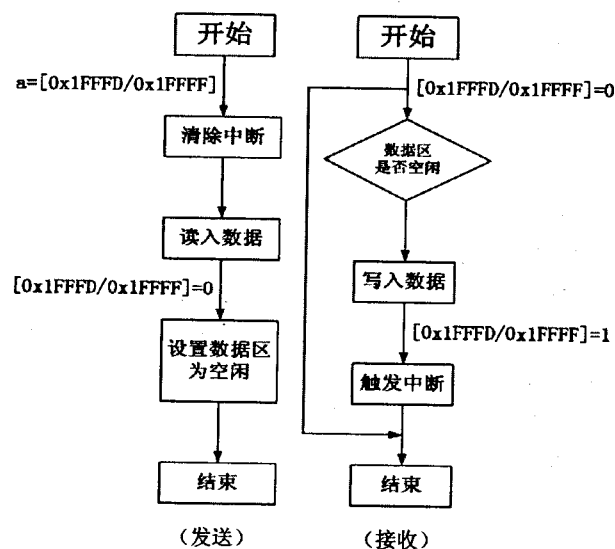 开始
a=[0x1FFFD/0x1FFFF]
清除中断
读入数据
[0x1FFFD/0x1FFFF]=0
设置数据区
为空闲
结束
（发送）
开始
[0x1FFFD/0x1FFFF]=0
数据区
是否空闲
写入数据
[0x1FFFD/0x1FFFF]=1
触发中断
结束
（接收）